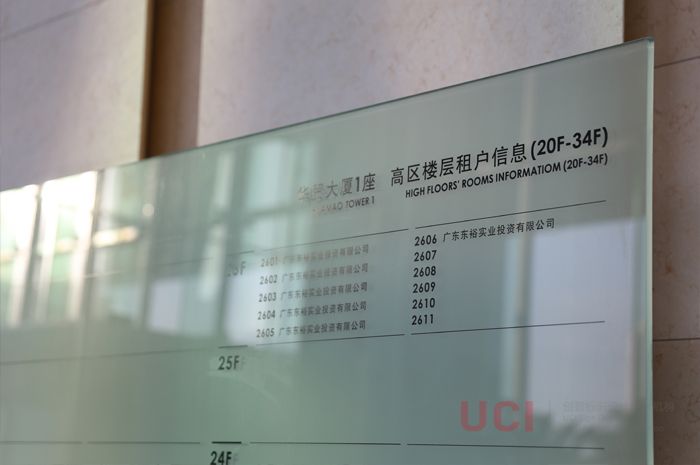 大厦1座
TOWER 1
高区楼层租户信息(20F-34F)
HIGH FLOORS' ROOMS INFORMATIOM (20F-34F)
2601 广东东裕实业投资有限公司
2602 广东东裕实业投资有限公司
2603 广东东裕实业投资有限公司
2604 广东东裕实业投资有限公司
2605 广东东裕实业投资有限公司
2606 广东东裕实业投资有限公司
2607
2608
2609
2610
2611
25F
24F
UCI